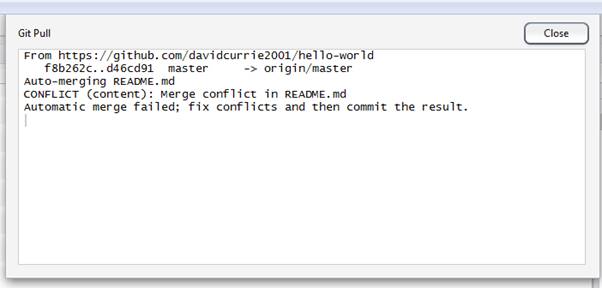 Git Pull
Close
From https://github.com/davidcurrie2001/hello-world
   f8b262c..d46cd91  master     -> origin/master
Auto-merging README.md
CONFLICT (content): Merge conflict in README.md
Automatic merge failed; fix conflicts and then commit the result.